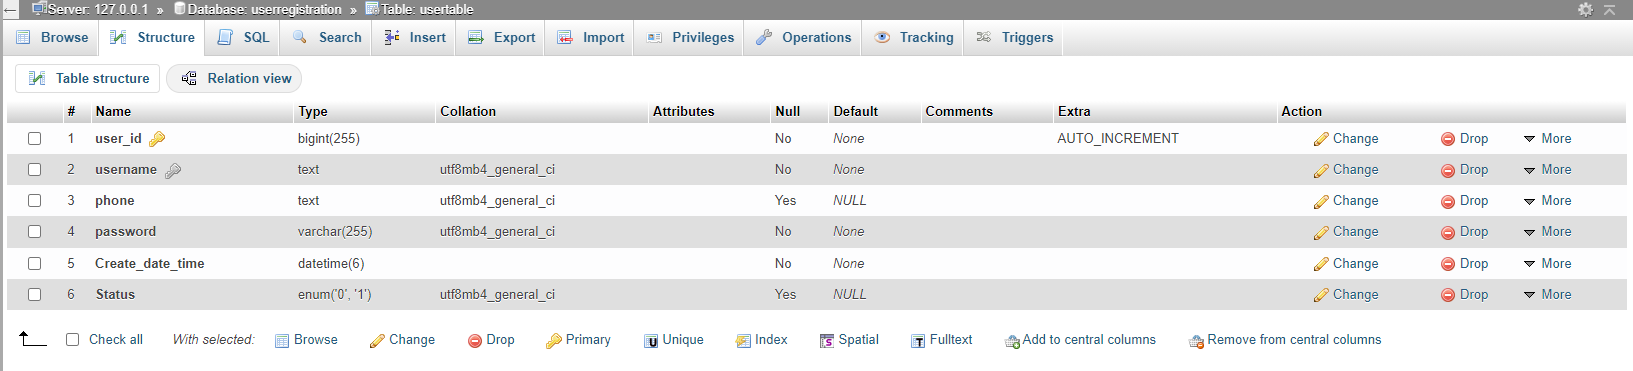 Server: 127.0.0.1 » Database: userregistration » Table: usertable
Browse Structure SQL Search Insert Export Import Privileges Operations Tracking Triggers
Table structure Relation view
# Name Type Collation Attributes Null Default Comments Extra Action
1 user_id bigint(255) No None AUTO_INCREMENT Change Drop More
2 username text utf8mb4_general_ci No None Change Drop More
3 phone text utf8mb4_general_ci Yes NULL Change Drop More
4 password varchar(255) utf8mb4_general_ci No None Change Drop More
5 Create_date_time datetime(6) No None Change Drop More
6 Status enum('0', '1') utf8mb4_general_ci Yes NULL Change Drop More
Check all With selected: Browse Change Drop Primary Unique Index Spatial Fulltext Add to central columns Remove from central columns